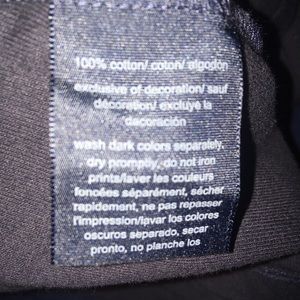 100% cotton/ coton/ algodon
exclusive of decoration/ sauf
décoration/ excluye la
decoración
wash dark colors separately,
dry promptly, do not iron
prints/laver les couleurs
foncées séparément, sécher
rapidement, ne pas repasser
l'impression/lavar los colores
oscuros separado, secar
pronto, no planche los